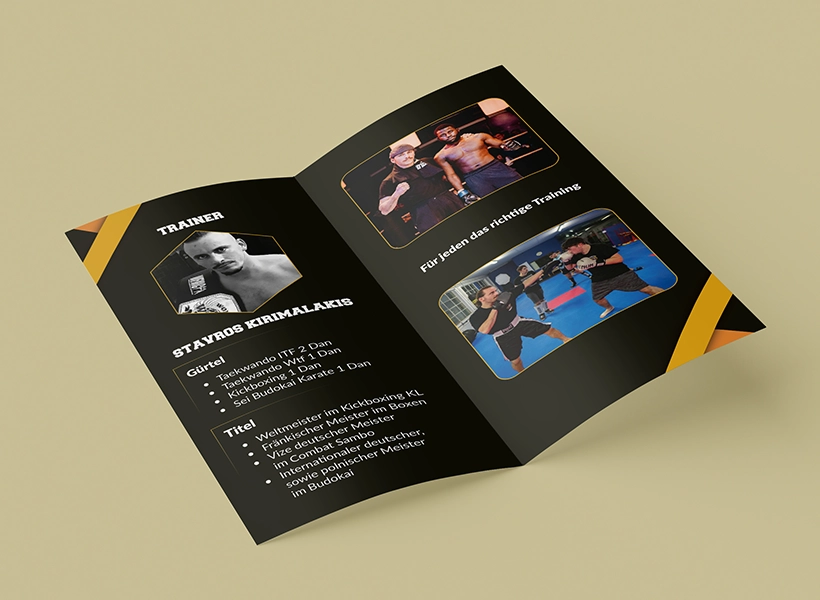 TRAINER
STAVROS KIRIMALAKIS
Gürtel
• Taekwando ITF 2 Dan
• Taekwando Wtf 1 Dan
• Kickboxing 1 Dan
• Sei Budokai Karate 1 Dan
Titel
• Weltmeister im Kickboxing KL
• Fränkischer Meister im Boxen
• Vize deutscher Meister
im Combat Sambo
• Internationaler deutscher,
sowie polnischer Meister
im Budokai
Für jeden das richtige Training